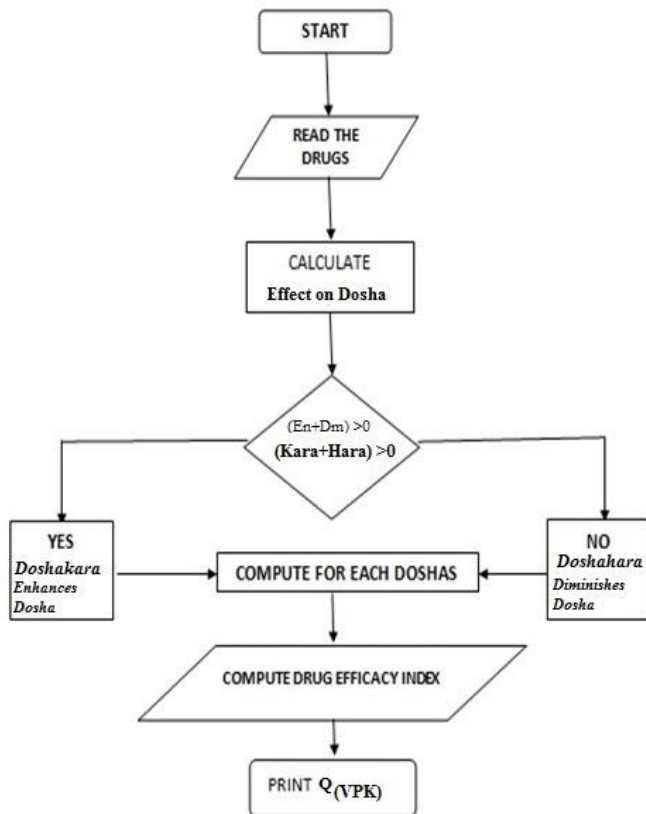 START
READ THE
DRUGS
CALCULATE
Effect on Dosha
(En+Dm) >0
(Kara+Hara) >0
YES
Doshakara
Enhances
Dosha
COMPUTE FOR EACH DOSHAS
NO
Doshahara
Diminishes
Dosha
COMPUTE DRUG EFFICACY INDEX
PRINT Q(VPK)